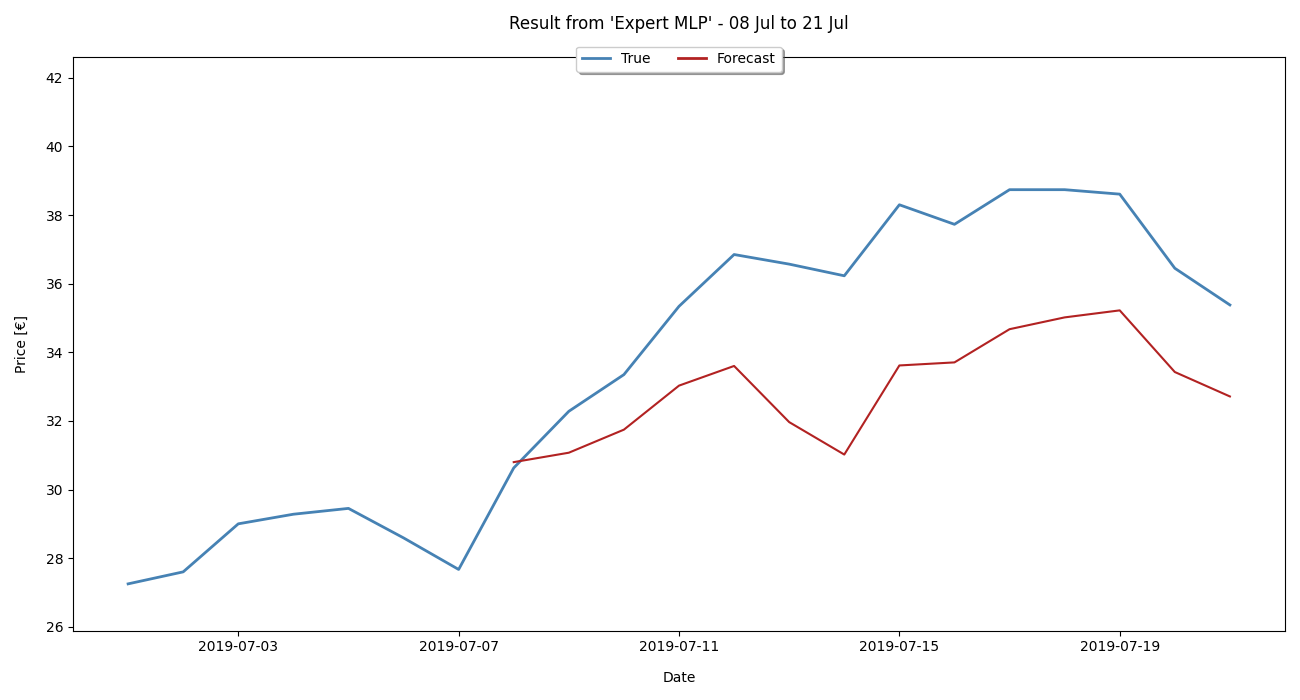 Result from 'Expert MLP' - 08 Jul to 21 Jul
True Forecast
42
40
38
36
34
32
30
28
26
Price [€]
2019-07-03 2019-07-07 2019-07-11 2019-07-15 2019-07-19
Date